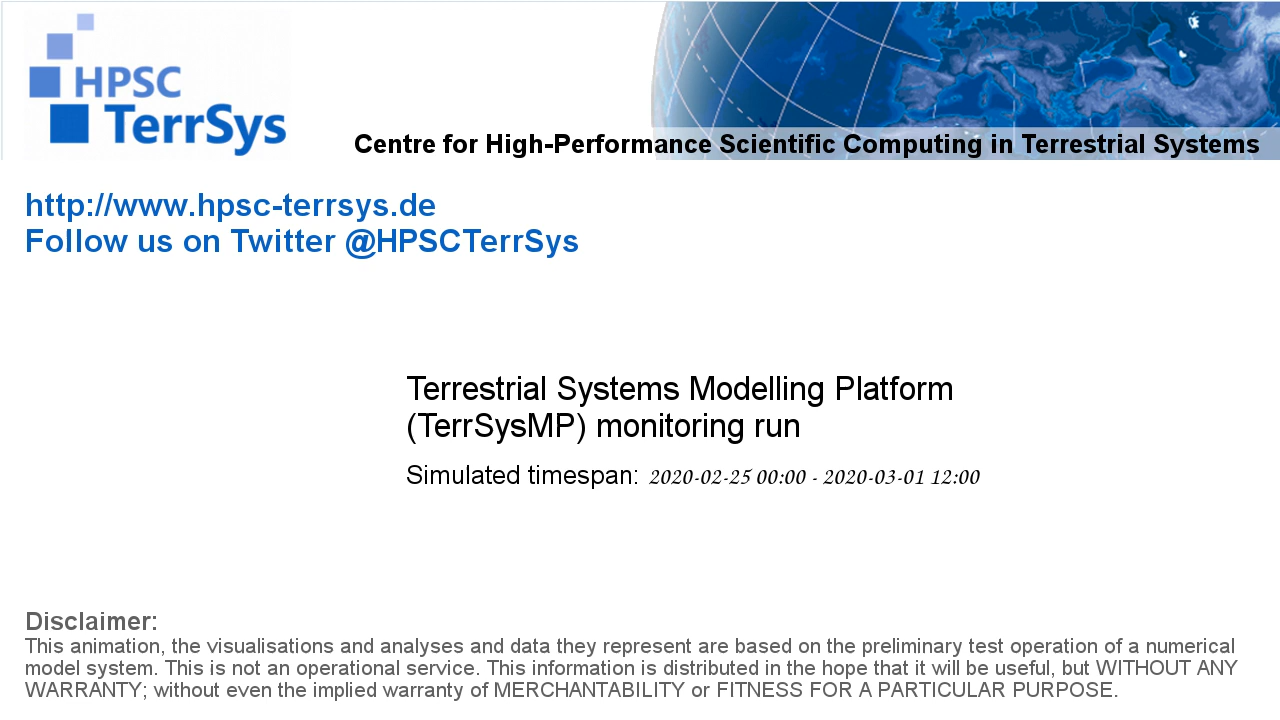 HPSC
TerrSys
Centre for High-Performance Scientific Computing in Terrestrial Systems
http://www.hpsc-terrsys.de
Follow us on Twitter @HPSCTerrSys
Terrestrial Systems Modelling Platform
(TerrSysMP) monitoring run
Simulated timespan: 2020-02-25 00:00 - 2020-03-01 12:00
Disclaimer:
This animation, the visualisations and analyses and data they represent are based on the preliminary test operation of a numerical
model system. This is not an operational service. This information is distributed in the hope that it will be useful, but WITHOUT ANY
WARRANTY; without even the implied warranty of MERCHANTABILITY or FITNESS FOR A PARTICULAR PURPOSE.